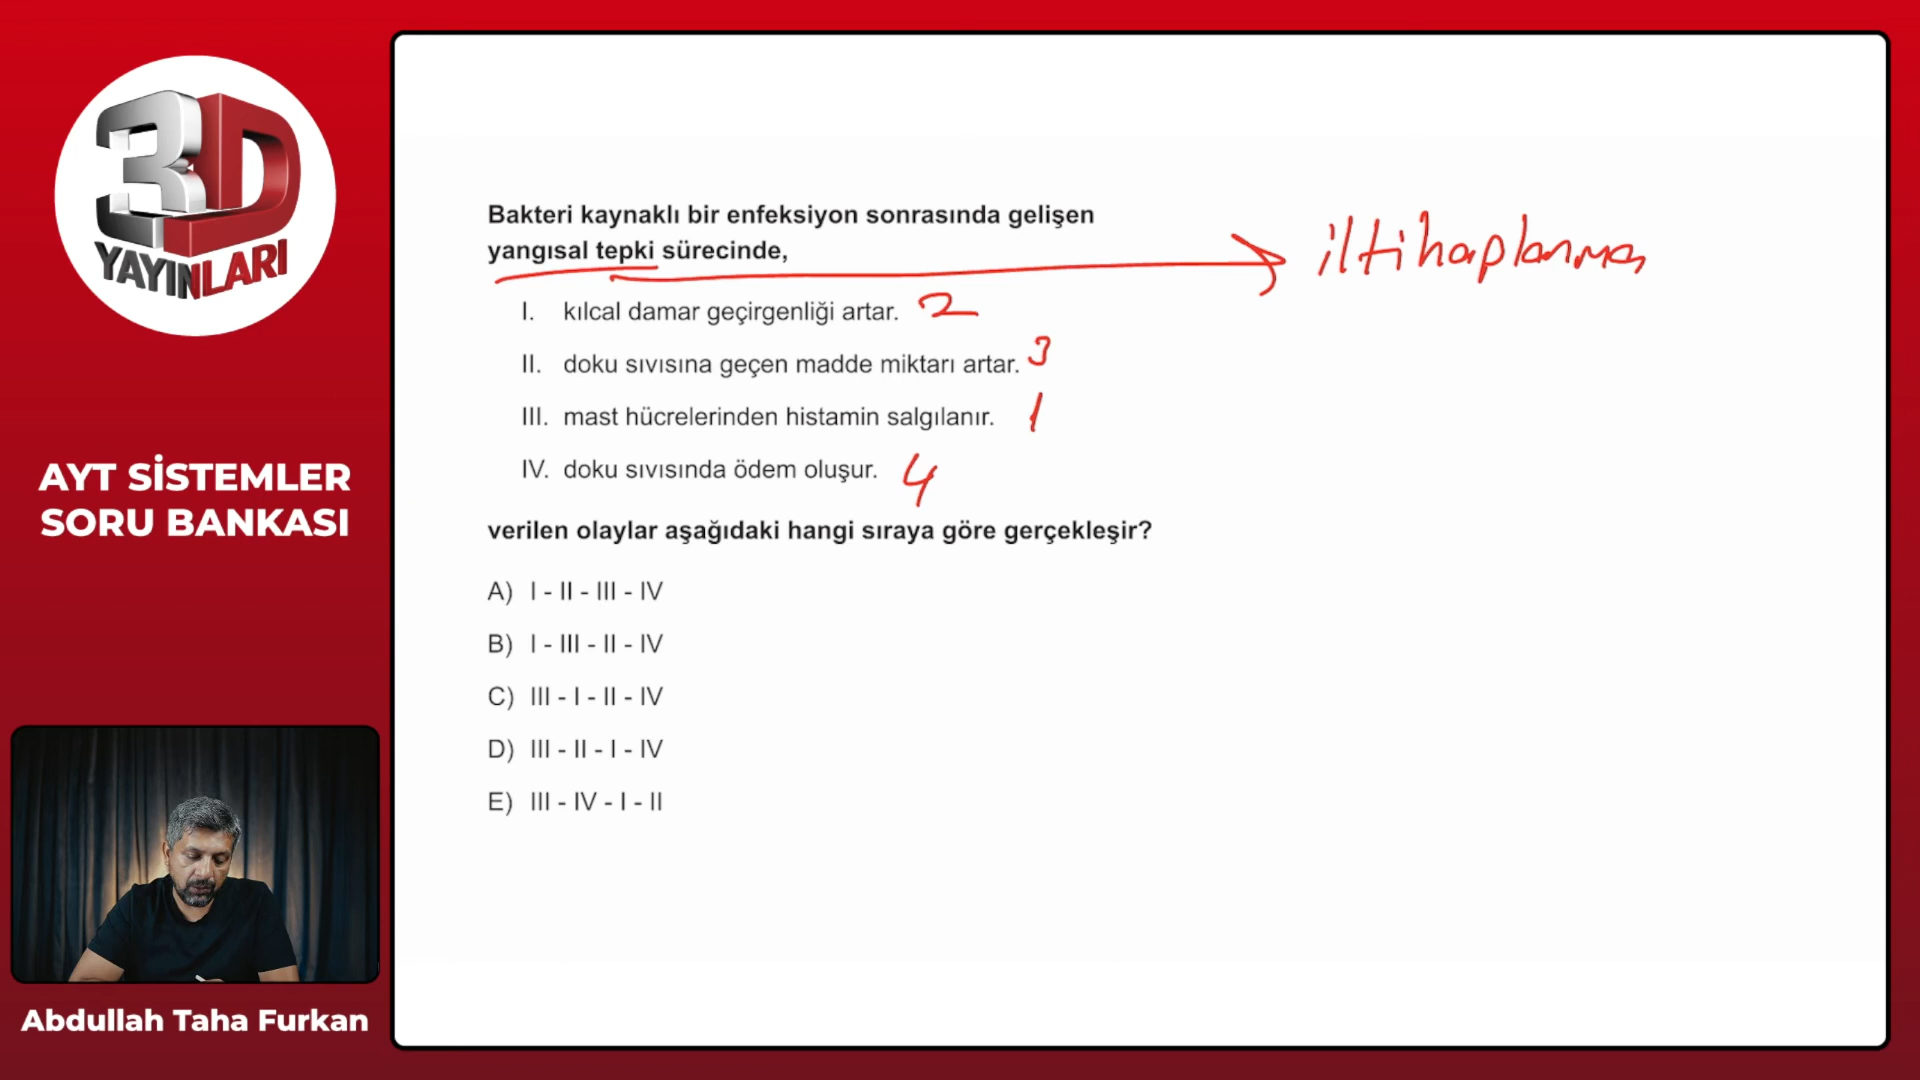 3D
YAYINLARI
AYT SİSTEMLER
SORU BANKASI
Abdullah Taha Furkan
Bakteri kaynaklı bir enfeksiyon sonrasında gelişen
yangısal tepki sürecinde,
iltihaplanma
I. kılcal damar geçirgenliği artar. 2
II. doku sıvısına geçen madde miktarı artar. 3
III. mast hücrelerinden histamin salgılanır. 1
IV. doku sıvısında ödem oluşur. 4
verilen olaylar aşağıdaki hangi sıraya göre gerçekleşir?
A) I - II - III - IV
B) I - III - II - IV
C) III - I - II - IV
D) III - II - I - IV
E) III - IV - I - II